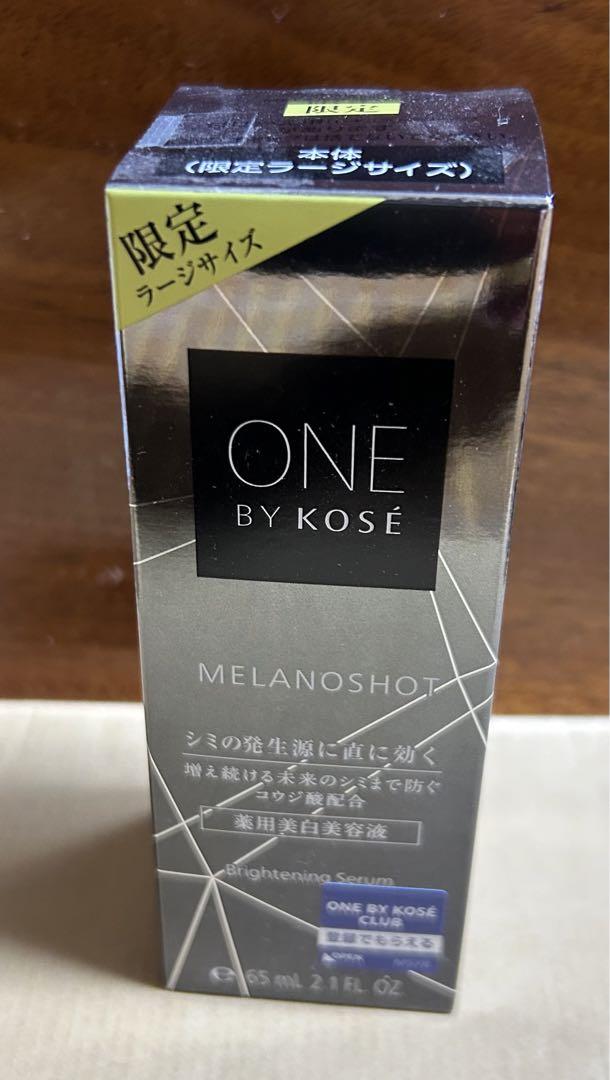 限定
本体
(限定ラージサイズ)
限定
ラージサイズ
ONE
BY KOSÉ
MELANOSHOT
シミの発生源に直に効く
増え続ける未来のシミまで防ぐ
コウジ酸配合
薬用美白美容液
Brightening Serum
ONE BY KOSÉ
CLUB
登録でもらえる
OPEN
℮ 65 mL 2.1 FL. OZ.